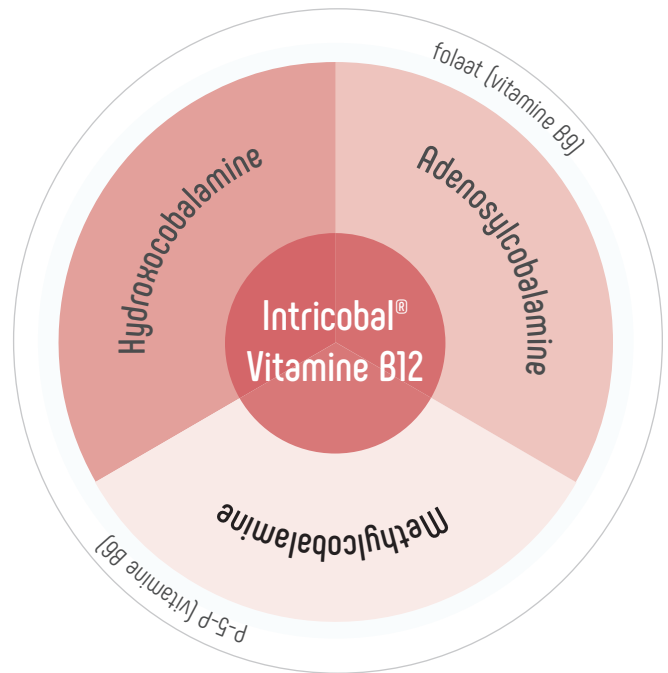 folaat (vitamine B9)
Hydroxocobalamine
Adenosylcobalamine
Intricobal®
Vitamine B12
Methylcobalamine
P-5-P (vitamine B6)